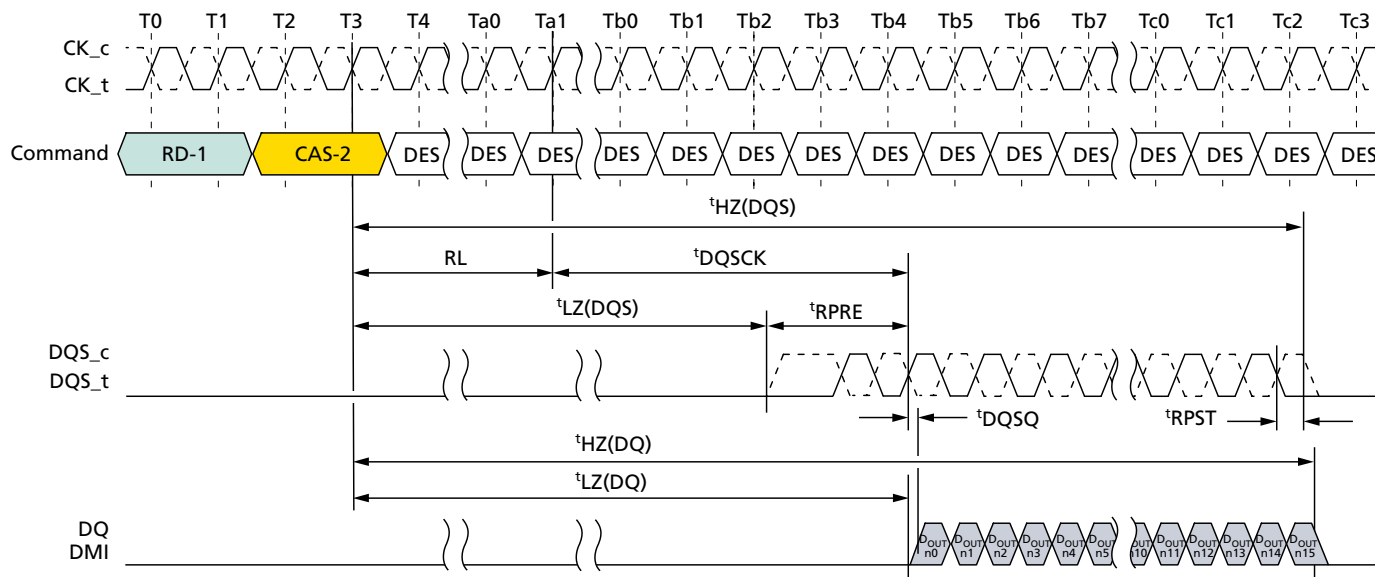 T0 T1 T2 T3 T4 Ta0 Ta1 Tb0 Tb1 Tb2 Tb3 Tb4 Tb5 Tb6 Tb7 Tc0 Tc1 Tc2 Tc3
CK_c
CK_t
Command RD-1 CAS-2 DES DES DES DES DES DES DES DES DES DES DES DES DES DES DES
tHZ(DQS)
RL tDQSCK
tLZ(DQS) tRPRE
DQS_c
DQS_t
tDQSQ tRPST
tHZ(DQ)
tLZ(DQ)
DQ
DMI
DOUT n0 DOUT n1 DOUT n2 DOUT n3 DOUT n4 DOUT n5 DOUT n10 DOUT n11 DOUT n12 DOUT n13 DOUT n14 DOUT n15